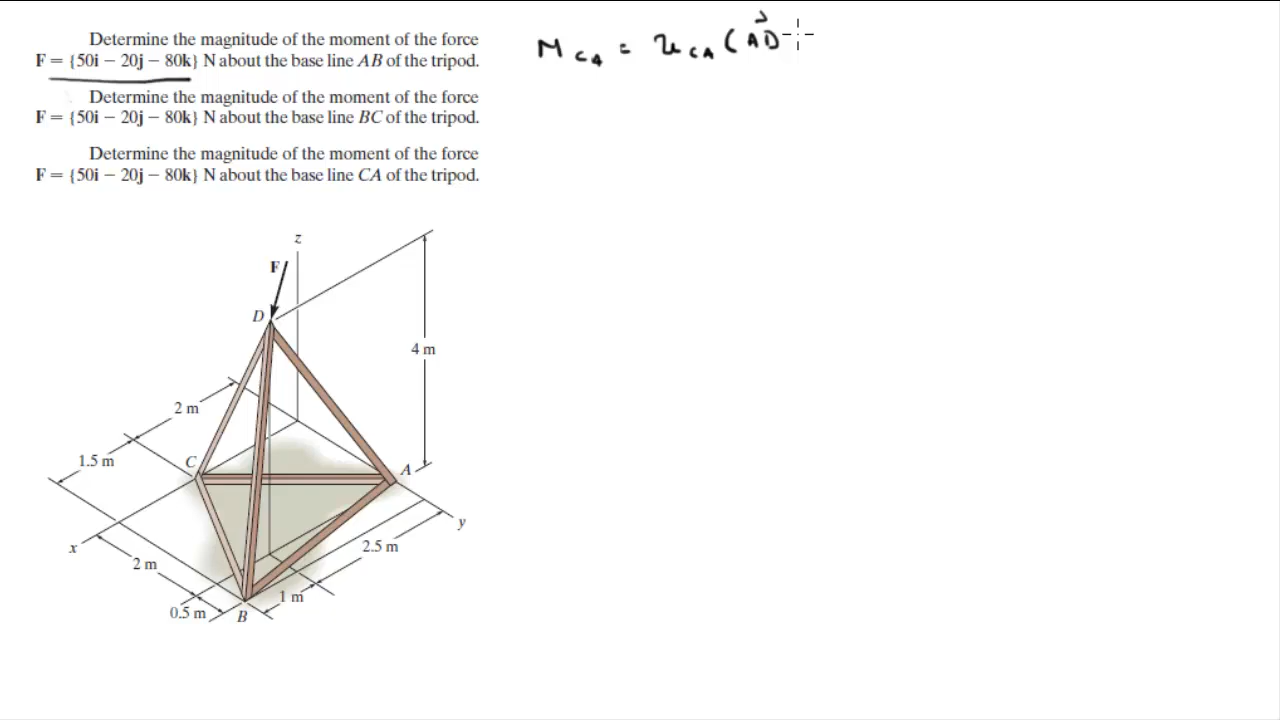 Determine the magnitude of the moment of the force
F = {50i – 20j – 80k} N about the base line AB of the tripod.
Determine the magnitude of the moment of the force
F = {50i – 20j – 80k} N about the base line BC of the tripod.
Determine the magnitude of the moment of the force
F = {50i – 20j – 80k} N about the base line CA of the tripod.
M CA = u CA ( AD
z
F
D
4 m
2 m
1.5 m
C
A
y
x
2.5 m
2 m
1 m
0.5 m
B